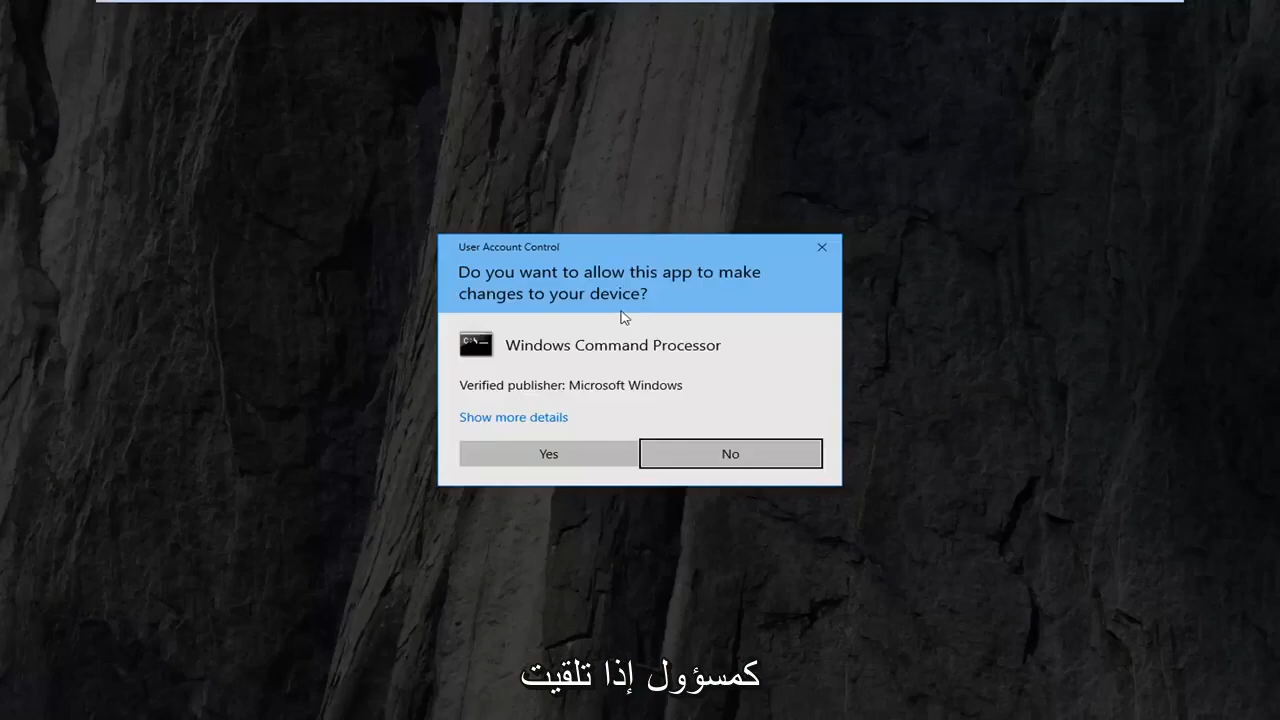 User Account Control
Do you want to allow this app to make
changes to your device?
C:\
Windows Command Processor
Verified publisher: Microsoft Windows
Show more details
Yes
No
كمسؤول إذا تلقيت